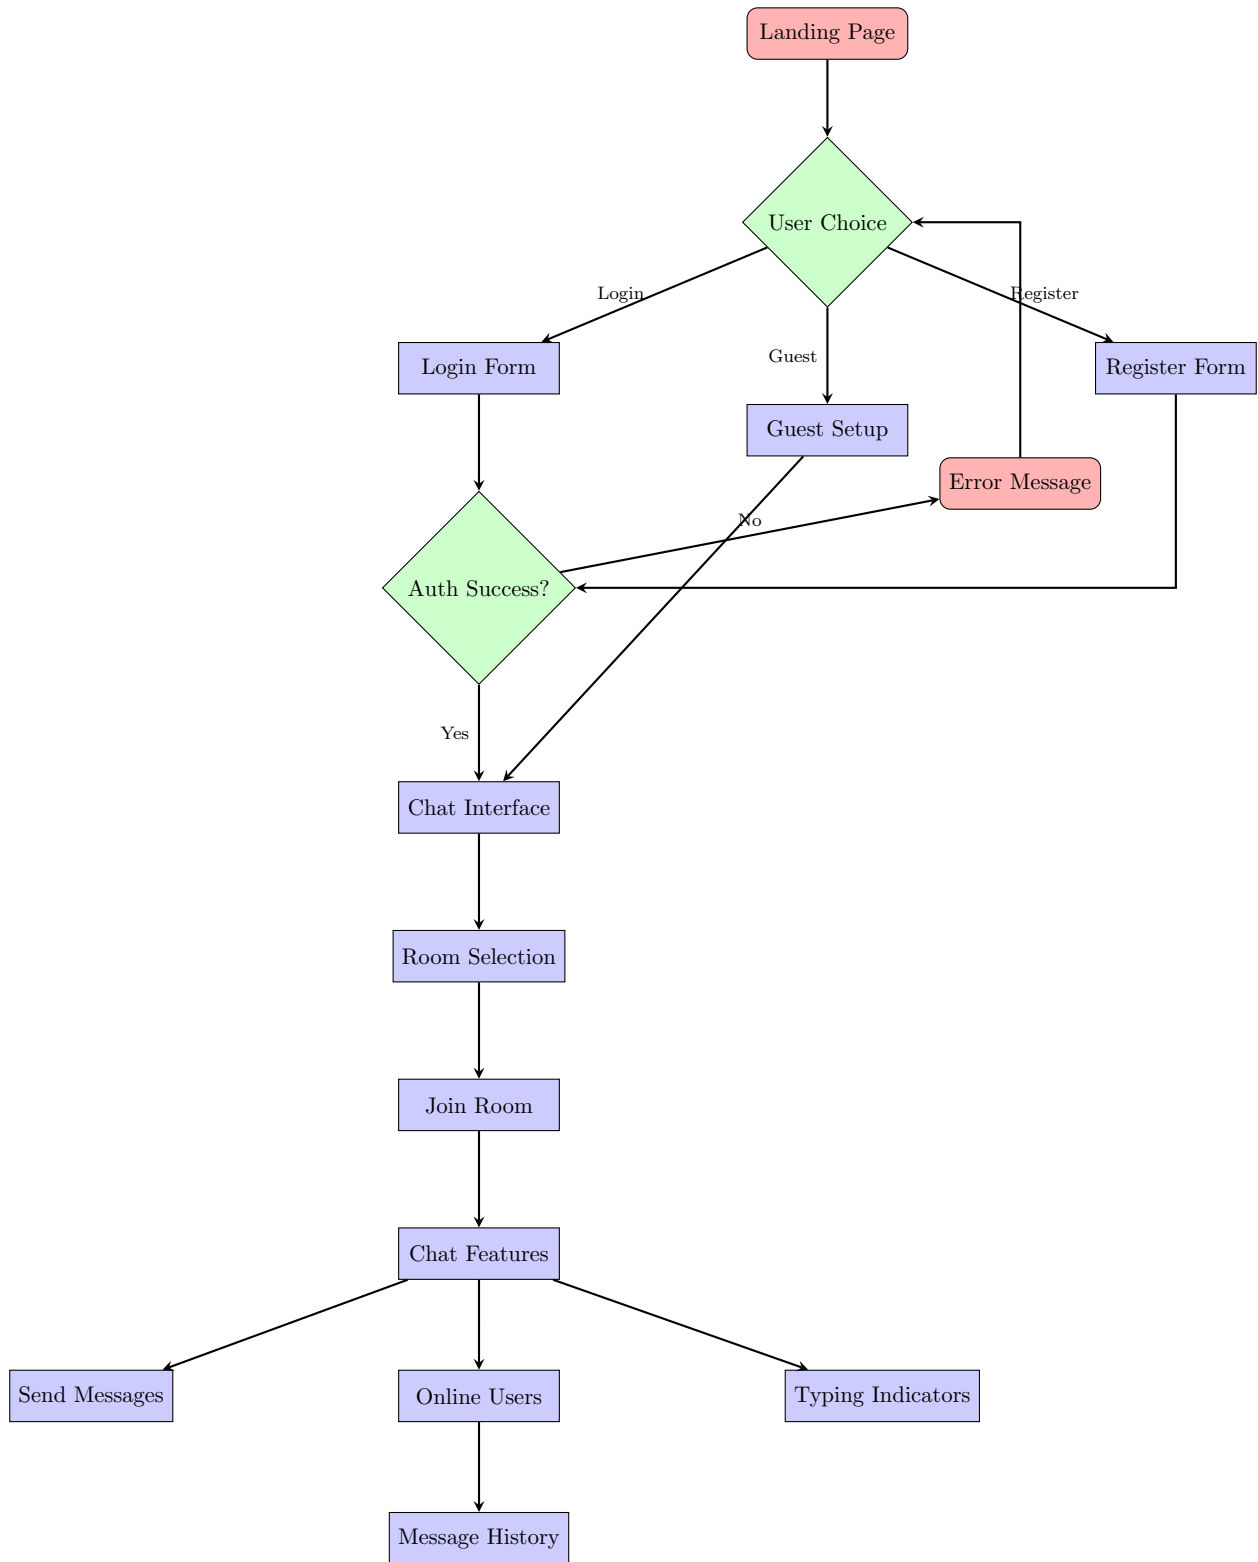 Landing Page
User Choice
Login
Register
Guest
Login Form
Register Form
Guest Setup
Error Message
No
Auth Success?
Yes
Chat Interface
Room Selection
Join Room
Chat Features
Send Messages
Online Users
Typing Indicators
Message History